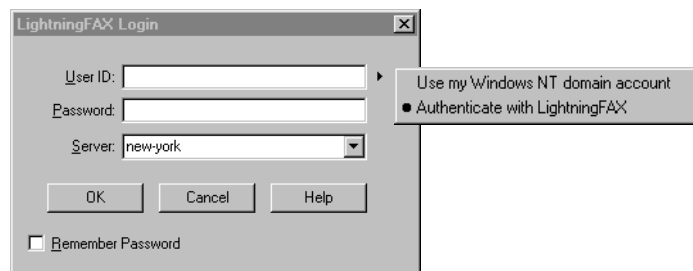 LightningFAX Login
User ID:
Use my Windows NT domain account
Authenticate with LightningFAX
Password:
Server: new-york
OK Cancel Help
Remember Password